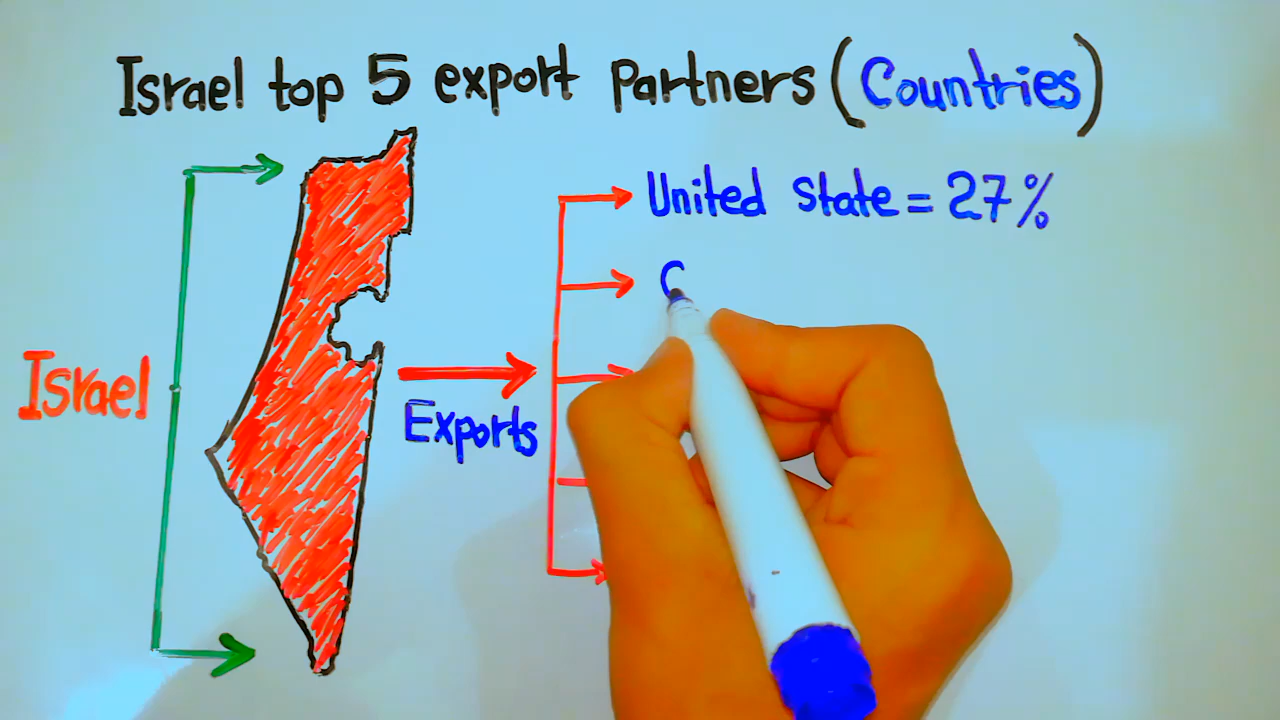 Israel top 5 export Partners (Countries)
United State = 27%
C
Israel
Exports